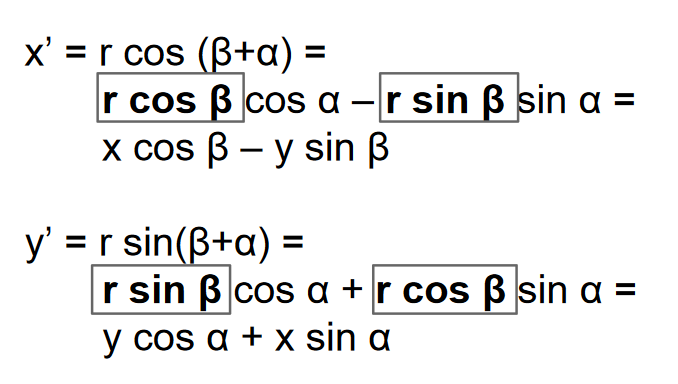 x’ = r cos (β+α) =
r cos β cos α – r sin β sin α =
x cos β – y sin β
y’ = r sin(β+α) =
r sin β cos α + r cos β sin α =
y cos α + x sin α